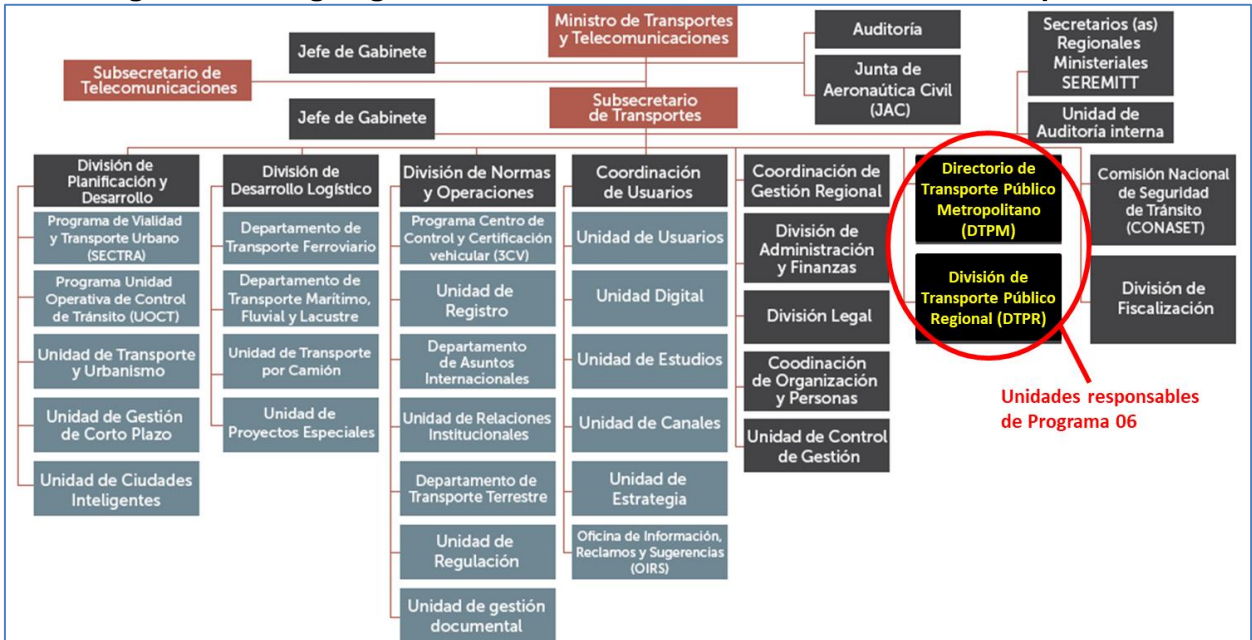 Ministro de Transportes
y Telecomunicaciones
Jefe de Gabinete
Auditoría
Secretarios (as)
Regionales
Ministeriales
SEREMITT
Subsecretario de
Telecomunicaciones
Junta de
Aeronaútica Civil
(JAC)
Subsecretario
de Transportes
Jefe de Gabinete
Unidad de
Auditoría interna
División de
Planificación y
Desarrollo
Programa de Vialidad
y Transporte Urbano
(SECTRA)
Programa Unidad
Operativa de Control
de Tránsito (UOCT)
Unidad de Transporte
y Urbanismo
Unidad de Gestión
de Corto Plazo
Unidad de Ciudades
Inteligentes
División de
Desarrollo Logístico
Departamento de
Transporte Ferroviario
Departamento de
Transporte Marítimo,
Fluvial y Lacustre
Unidad de Transporte
por Camión
Unidad de
Proyectos Especiales
División de Normas
y Operaciones
Programa Centro de
Control y Certificación
vehicular (3CV)
Unidad de
Registro
Departamento
de Asuntos
Internacionales
Unidad de Relaciones
Institucionales
Departamento de
Transporte Terrestre
Unidad de
Regulación
Unidad de gestión
documental
Coordinación
de Usuarios
Unidad de Usuarios
Unidad Digital
Unidad de Estudios
Unidad de Canales
Unidad de
Estrategia
Oficina de Información,
Reclamos y Sugerencias
(OIRS)
Coordinación de
Gestión Regional
División de
Administración
y Finanzas
División Legal
Coodinación
de Organización
y Personas
Unidad de Control
de Gestión
Directorio de
Transporte Público
Metropolitano
(DTPM)
División de
Transporte Público
Regional (DTPR)
Comisión Nacional
de Seguridad
de Tránsito
(CONASET)
División de
Fiscalización
Unidades responsables
de Programa 06